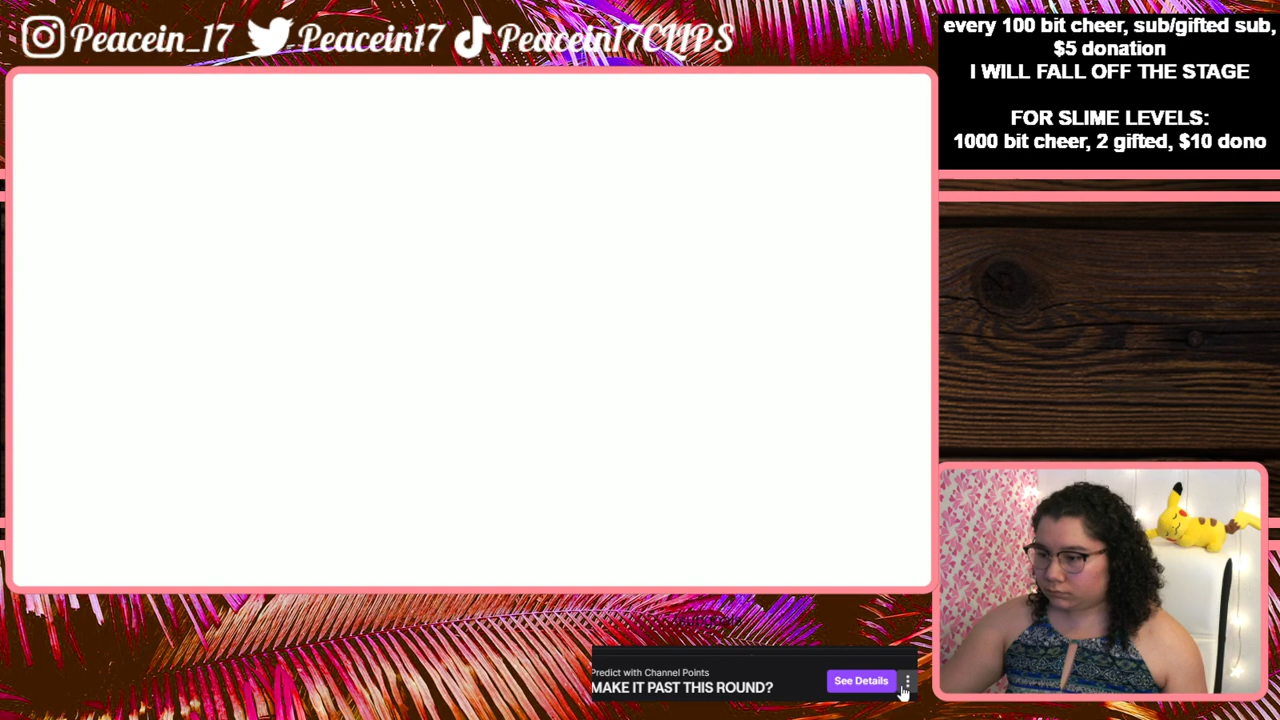 Peacein_17 Peacein17 Peacein17ClIPS
every 100 bit cheer, sub/gifted sub,
$5 donation
I WILL FALL OFF THE STAGE
FOR SLIME LEVELS:
1000 bit cheer, 2 gifted, $10 dono
Predict with Channel Points
MAKE IT PAST THIS ROUND?
See Details